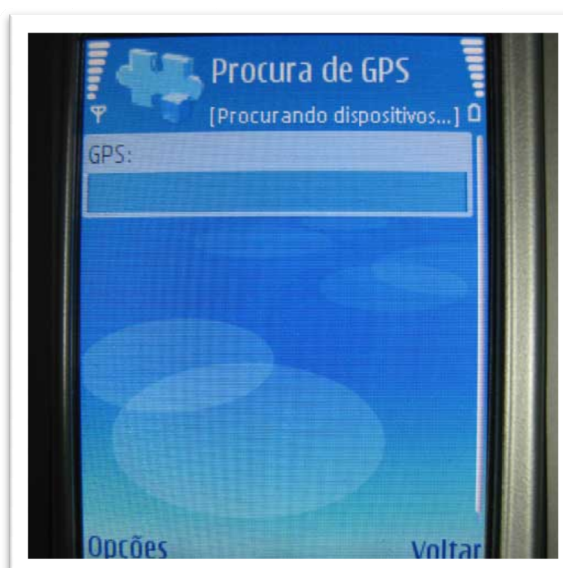 Procura de GPS
[Procurando dispositivos...]
GPS:
Opções
Voltar